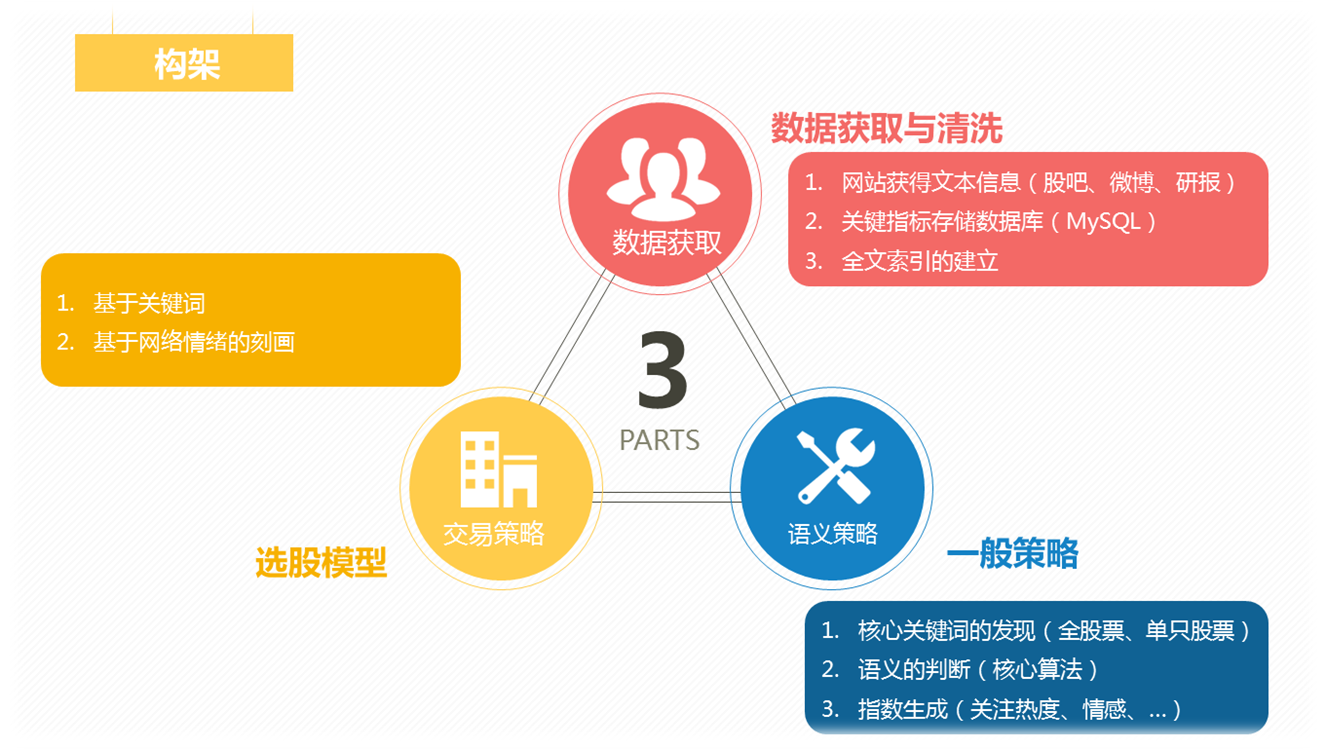 构架
数据获取与清洗
1. 网站获得文本信息（股吧、微博、研报）
2. 关键指标存储数据库（MySQL）
3. 全文索引的建立
数据获取
1. 基于关键词
2. 基于网络情绪的刻画
3
PARTS
交易策略
选股模型
语义策略
一般策略
1. 核心关键词的发现（全股票、单只股票）
2. 语义的判断（核心算法）
3. 指数生成（关注热度、情感、...）